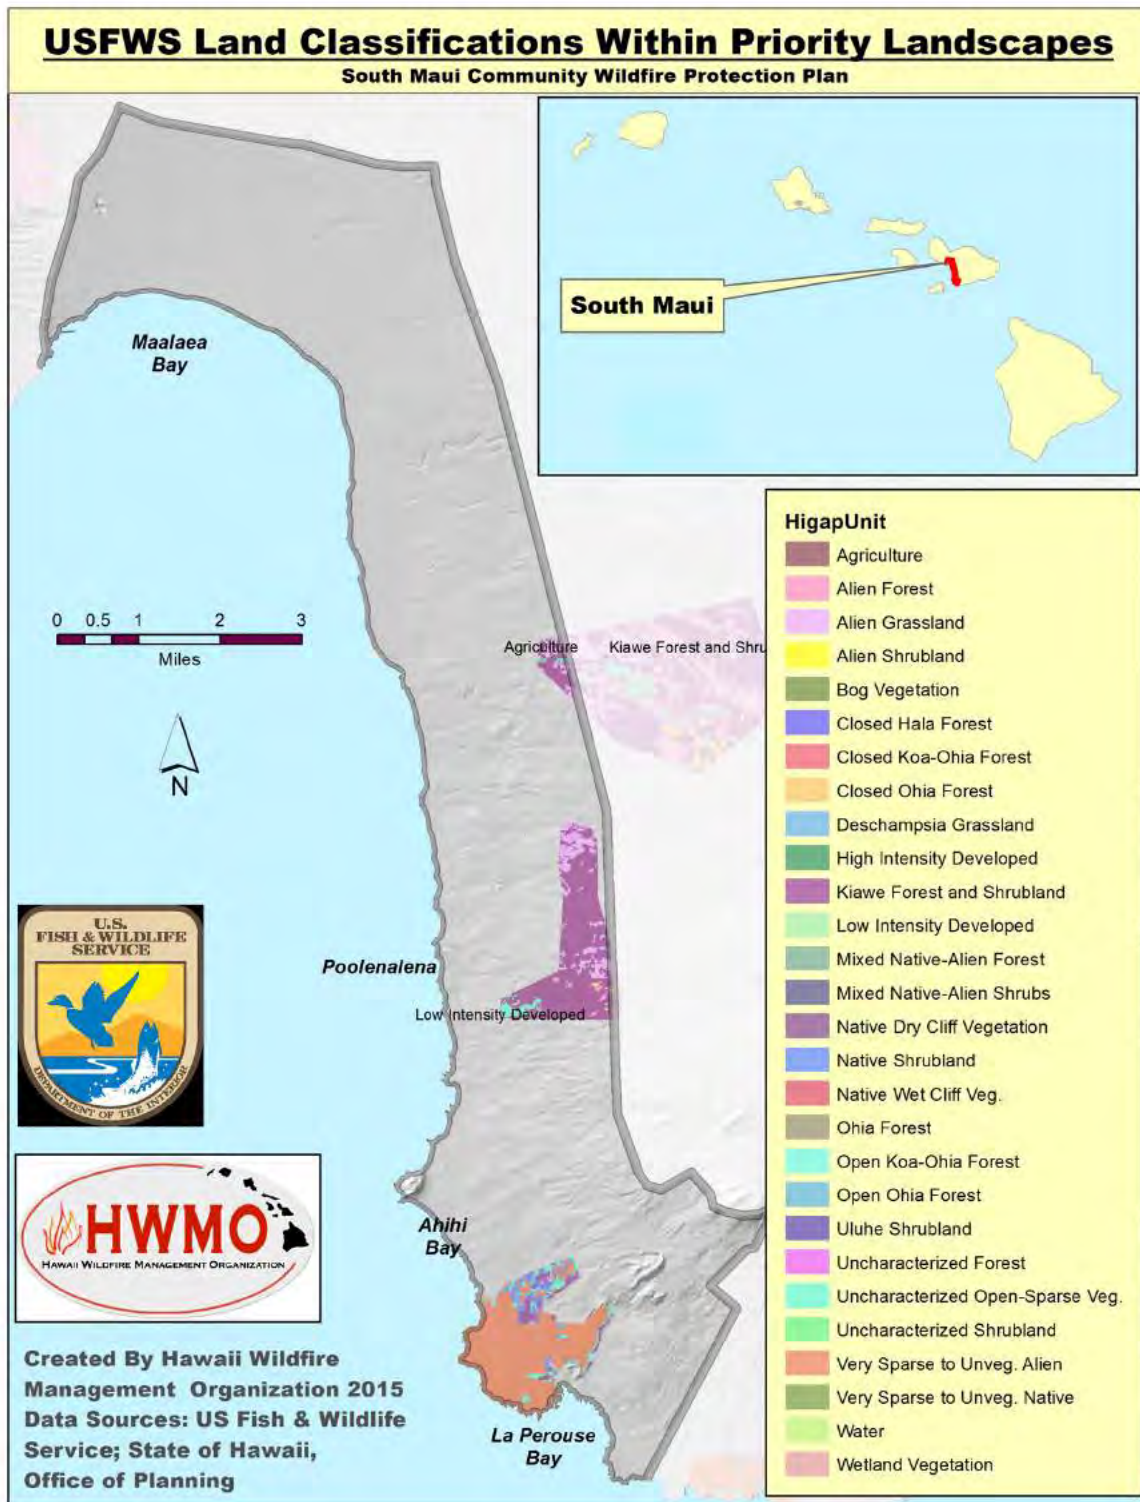 USFWS Land Classifications Within Priority Landscapes
South Maui Community Wildfire Protection Plan
South Maui
Maalaea
Bay
0 0.5 1 2 3
Miles
N
Agriculture
Kiawe Forest and Shru
Poolenalena
Low Intensity Developed
Ahihi
Bay
La Perouse
Bay
U.S.
FISH & WILDLIFE
SERVICE
DEPARTMENT OF THE INTERIOR
HWMO
HAWAII WILDFIRE MANAGEMENT ORGANIZATION
Created By Hawaii Wildfire
Management Organization 2015
Data Sources: US Fish & Wildlife
Service; State of Hawaii,
Office of Planning
HigapUnit
Agriculture
Alien Forest
Alien Grassland
Alien Shrubland
Bog Vegetation
Closed Hala Forest
Closed Koa-Ohia Forest
Closed Ohia Forest
Deschampsia Grassland
High Intensity Developed
Kiawe Forest and Shrubland
Low Intensity Developed
Mixed Native-Alien Forest
Mixed Native-Alien Shrubs
Native Dry Cliff Vegetation
Native Shrubland
Native Wet Cliff Veg.
Ohia Forest
Open Koa-Ohia Forest
Open Ohia Forest
Uluhe Shrubland
Uncharacterized Forest
Uncharacterized Open-Sparse Veg.
Uncharacterized Shrubland
Very Sparse to Unveg. Alien
Very Sparse to Unveg. Native
Water
Wetland Vegetation